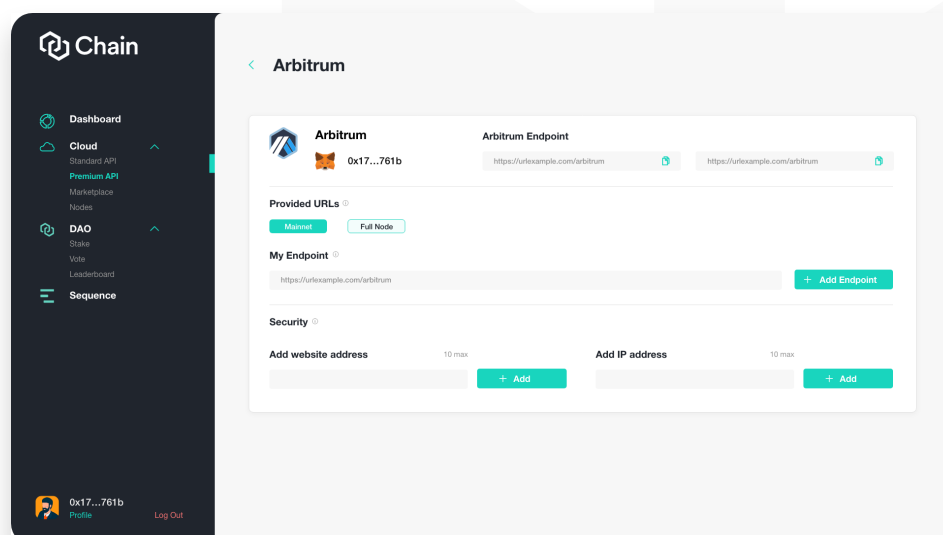 Chain
Dashboard
Cloud
Standard API
Premium API
Marketplace
Nodes
DAO
Stake
Vote
Leaderboard
Sequence
0x17...761b
Profile
Log Out
Arbitrum
Arbitrum
0x17...761b
Arbitrum Endpoint
https://urlexample.com/arbitrum
https://urlexample.com/arbitrum
Provided URLs
Mainnet
Full Node
My Endpoint
https://urlexample.com/arbitrum
+ Add Endpoint
Security
Add website address
10 max
+ Add
Add IP address
10 max
+ Add